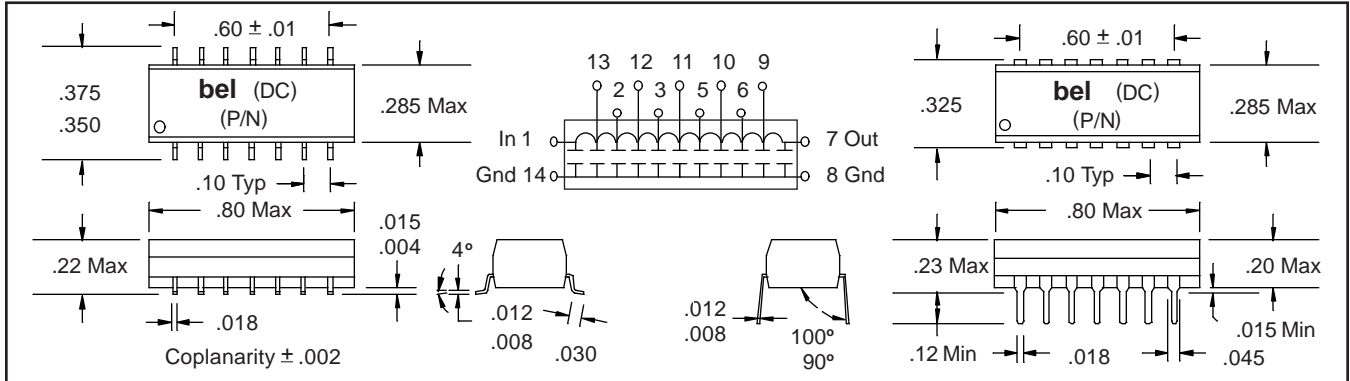 .60 ± .01
.375
.350
bel (DC)
(P/N)
.285 Max
.10 Typ
.80 Max
.22 Max
.015
.004
.018
Coplanarity ± .002
13 12 11 10 9
2 3 5 6
In 1
7 Out
Gnd 14
8 Gnd
4º
.012
.008
.030
.012
.008
100º
90º
.60 ± .01
.325
bel (DC)
(P/N)
.285 Max
.10 Typ
.80 Max
.23 Max
.20 Max
.015 Min
.12 Min
.018
.045